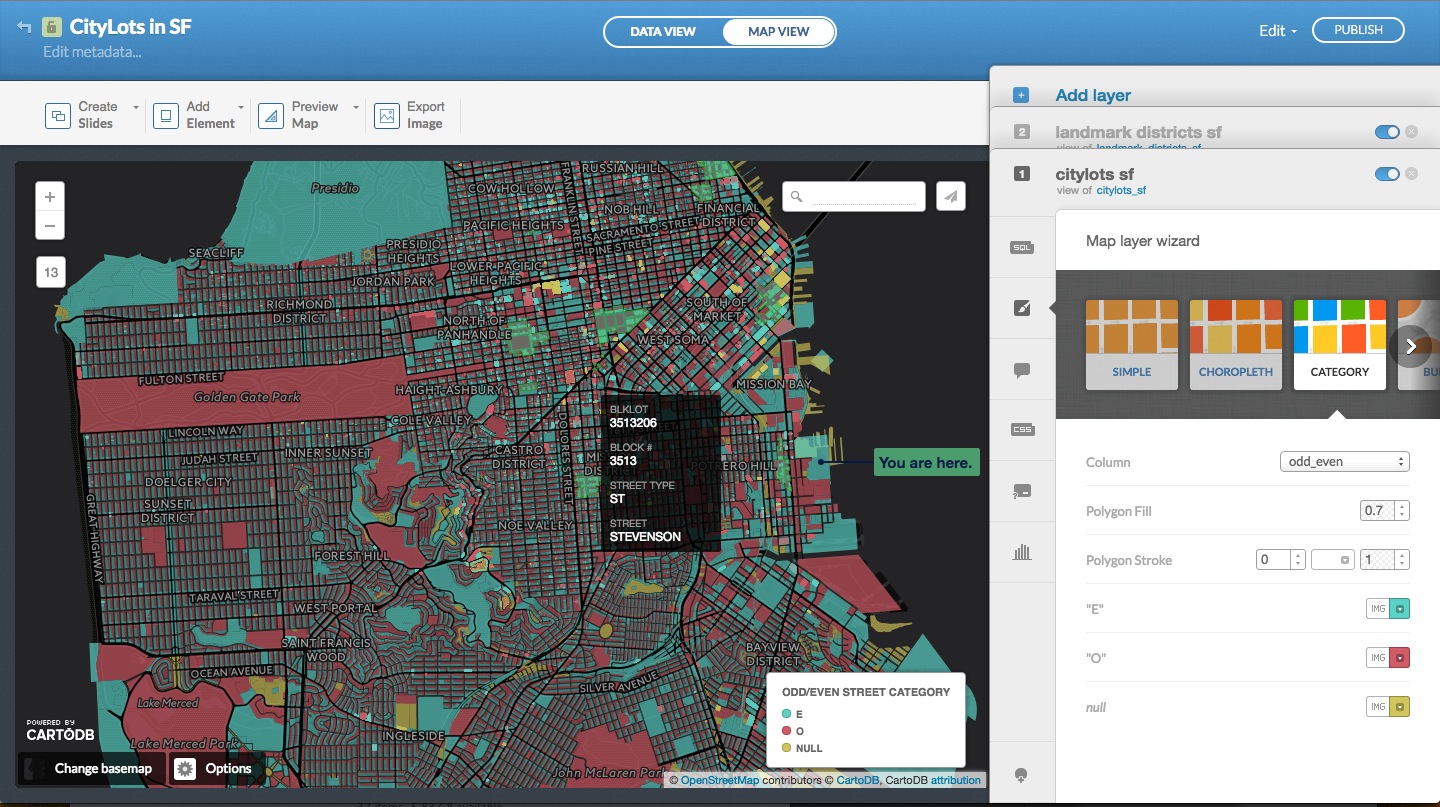 CityLots in SF
Edit metadata...
DATA VIEW
MAP VIEW
Edit
PUBLISH
Create
Slides
Add
Element
Preview
Map
Export
Image
Add layer
2
landmark districts sf
view of landmark_districts_sf
1
citylots sf
view of citylots_sf
SQL
CSS
Map layer wizard
SIMPLE
CHOROPLETH
CATEGORY
BU
Column
odd_even
Polygon Fill
0.7
Polygon Stroke
0
1
"E"
IMG
"O"
IMG
null
IMG
+
−
13
Presidio
RUSSIAN HILL
COW HOLLOW
FRANKLIN STREET
NOB HILL
FINANCIAL
DISTRICT
PACIFIC HEIGHTS
SACRAMENTO STREET
PINE STREET
PRESIDIO
HEIGHTS
SEACLIFF
LOWER PACIFIC
HEIGHTS
JORDAN PARK
RICHMOND
DISTRICT
SOUTH OF
MARKET
NORTH OF
PANHANDLE
WEST SOMA
FULTON STREET
Golden Gate Park
HAIGHT-ASHBURY
MISSION BAY
COLE VALLEY
LINCOLN WAY
DOLORES STREET
JUDAH STREET
INNER SUNSET
CASTRO
DISTRICT
POTRERO HILL
DOELGER CITY
SUNSET
DISTRICT
GREAT HIGHWAY
NOE VALLEY
FOREST HILL
TARAVAL STREET
WEST PORTAL
SAINT FRANCIS
WOOD
BAYVIEW
DISTRICT
OCEAN AVENUE
SILVER AVENUE
Lake Merced
Lake Merced Park
INGLESIDE
John McLaren Park
BLKLOT
3513206
BLOCK #
3513
STREET TYPE
ST
STREET
STEVENSON
You are here.
ODD/EVEN STREET CATEGORY
E
O
NULL
POWERED BY
CARTODB
Change basemap
Options
© OpenStreetMap contributors © CartoDB, CartoDB attribution